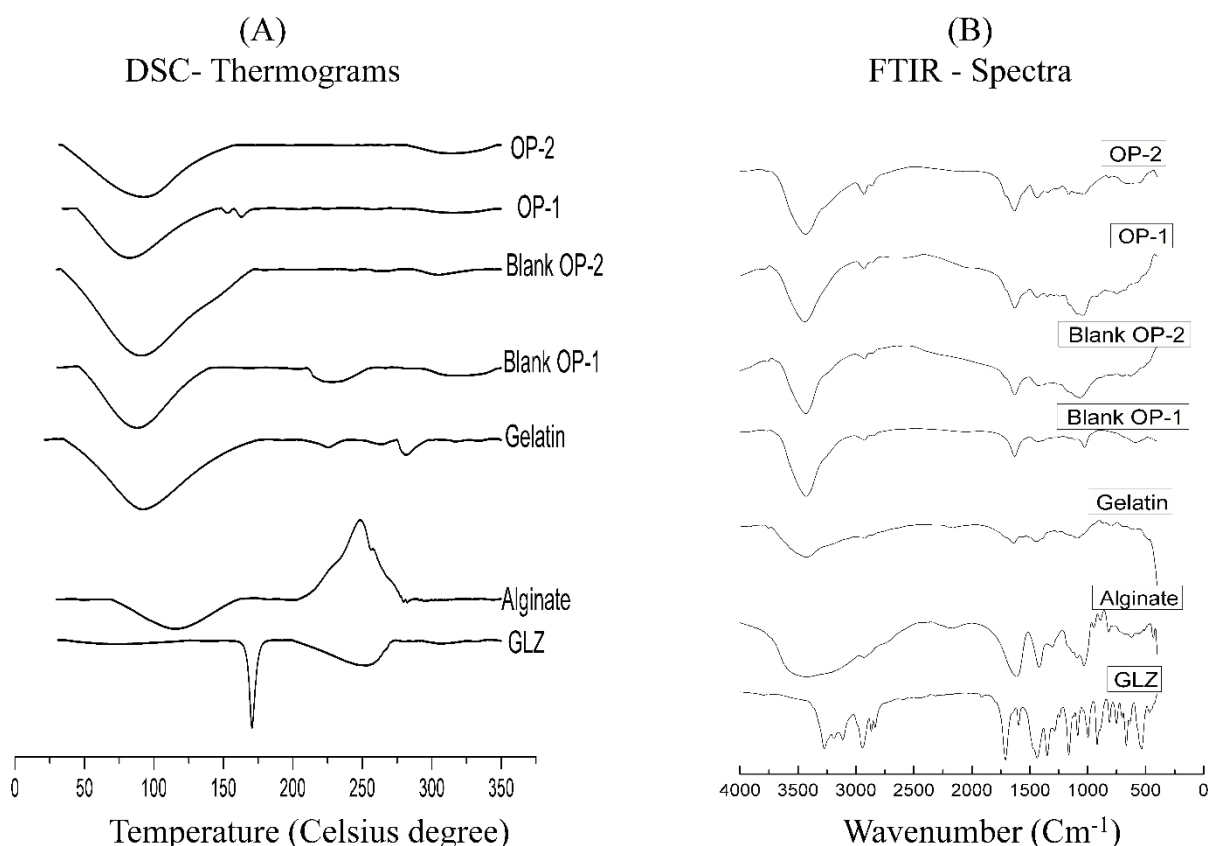 (A)
DSC- Thermograms
OP-2
OP-1
Blank OP-2
Blank OP-1
Gelatin
Alginate
GLZ
0 50 100 150 200 250 300 350
Temperature (Celsius degree)
(B)
FTIR - Spectra
OP-2
OP-1
Blank OP-2
Blank OP-1
Gelatin
Alginate
GLZ
4000 3500 3000 2500 2000 1500 1000 500 0
Wavenumber (Cm⁻¹)